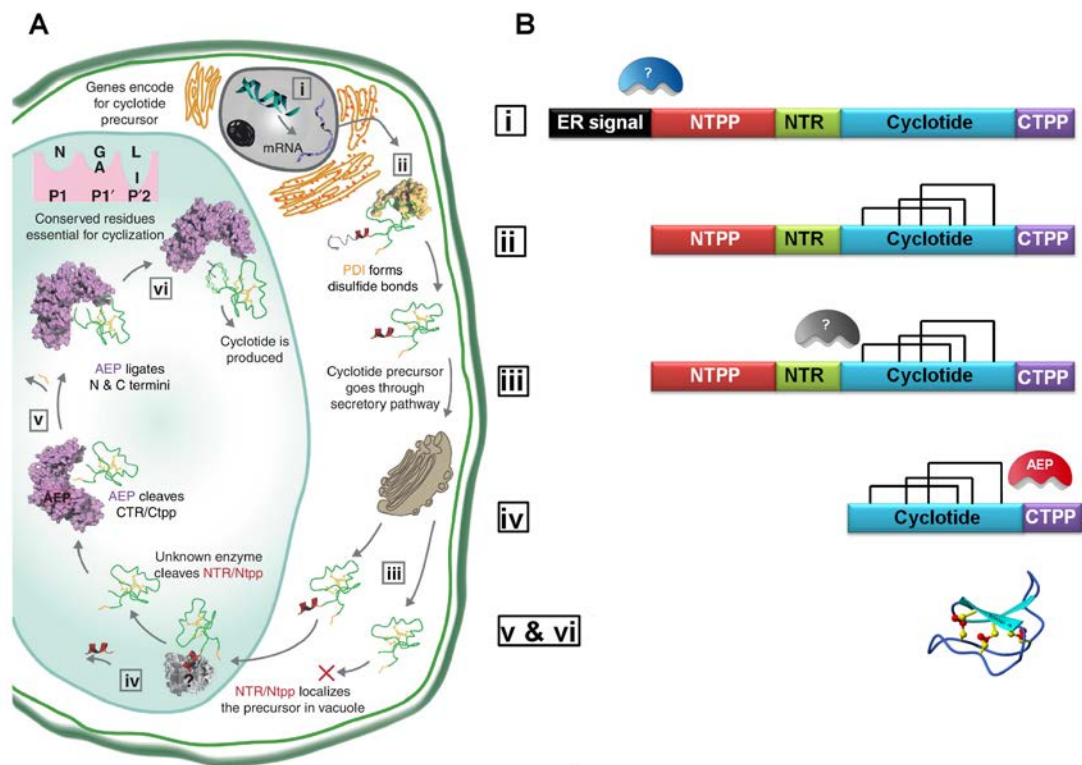 A
Genes encode
for cyclotide
precursor
i
mRNA
ii
N G L
A I
P1 P1′ P′2
Conserved residues
essential for cyclization
PDI forms
disulfide bonds
vi
Cyclotide is
produced
AEP ligates
N & C termini
Cyclotide precursor
goes through
secretory pathway
v
AEP
AEP cleaves
CTR/Ctpp
Unknown enzyme
cleaves NTR/Ntpp
iii
iv
?
NTR/Ntpp localizes
the precursor in vacuole
B
?
i
ER signal NTPP NTR Cyclotide CTPP
ii
NTPP NTR Cyclotide CTPP
?
iii
NTPP NTR Cyclotide CTPP
AEP
iv
Cyclotide CTPP
v & vi